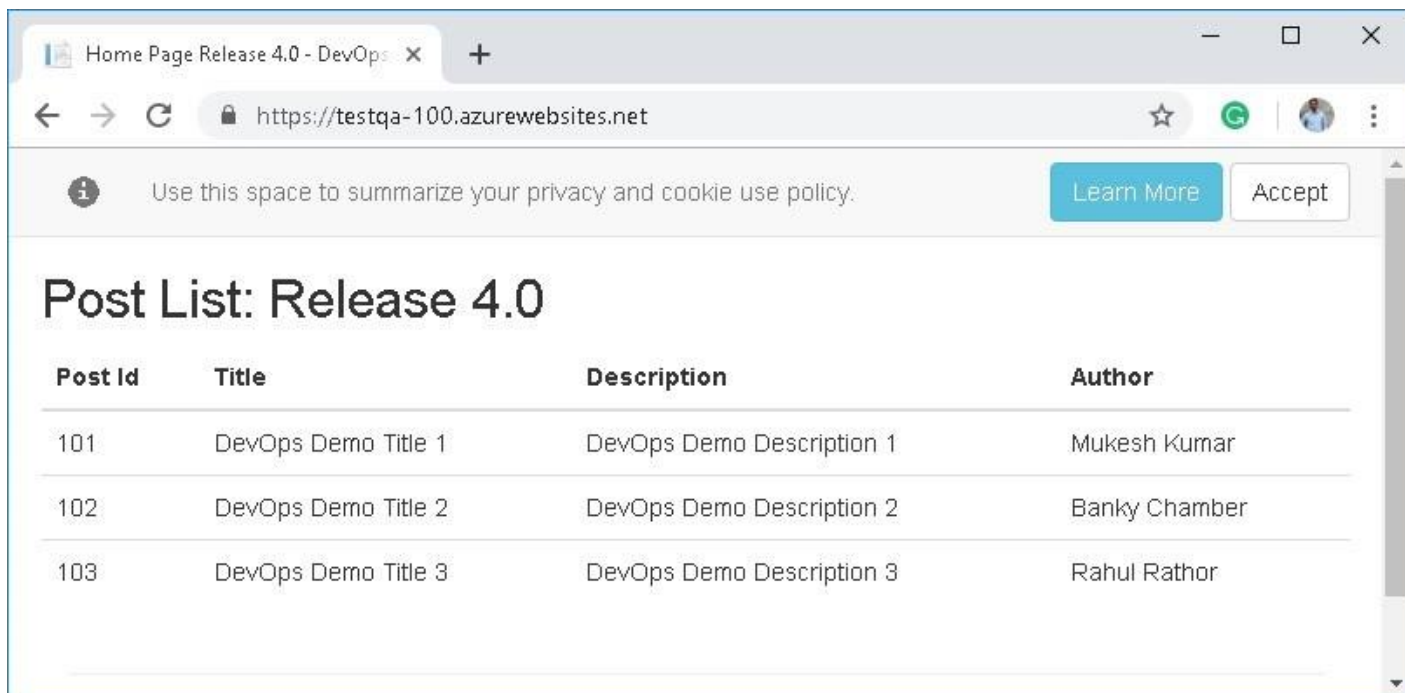 Home Page Release 4.0 - DevOps
https://testqa-100.azurewebsites.net
Use this space to summarize your privacy and cookie use policy. Learn More Accept
Post List: Release 4.0
Post Id Title Description Author
101 DevOps Demo Title 1 DevOps Demo Description 1 Mukesh Kumar
102 DevOps Demo Title 2 DevOps Demo Description 2 Banky Chamber
103 DevOps Demo Title 3 DevOps Demo Description 3 Rahul Rathor